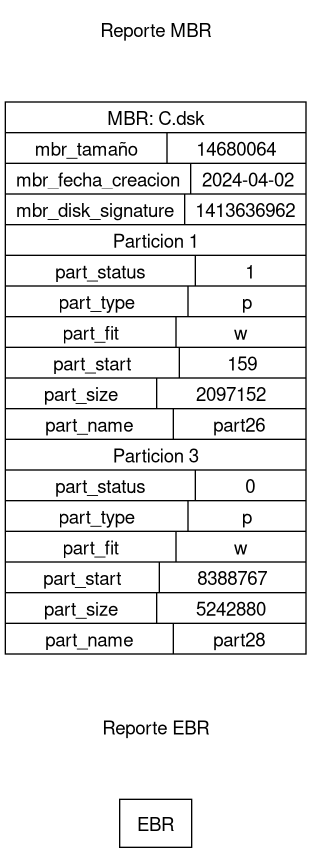 Reporte MBR
MBR: C.dsk
mbr_tamaño 14680064
mbr_fecha_creacion 2024-04-02
mbr_disk_signature 1413636962
Particion 1
part_status 1
part_type p
part_fit w
part_start 159
part_size 2097152
part_name part26
Particion 3
part_status 0
part_type p
part_fit w
part_start 8388767
part_size 5242880
part_name part28
Reporte EBR
EBR